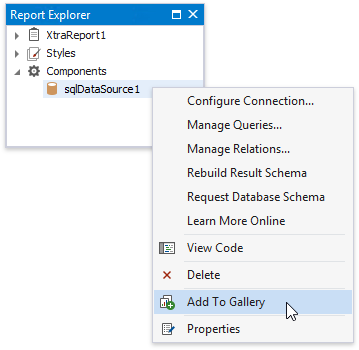 Report Explorer
XtraReport1
Styles
Components
sqlDataSource1
Configure Connection...
Manage Queries...
Manage Relations...
Rebuild Result Schema
Request Database Schema
Learn More Online
View Code
Delete
Add To Gallery
Properties